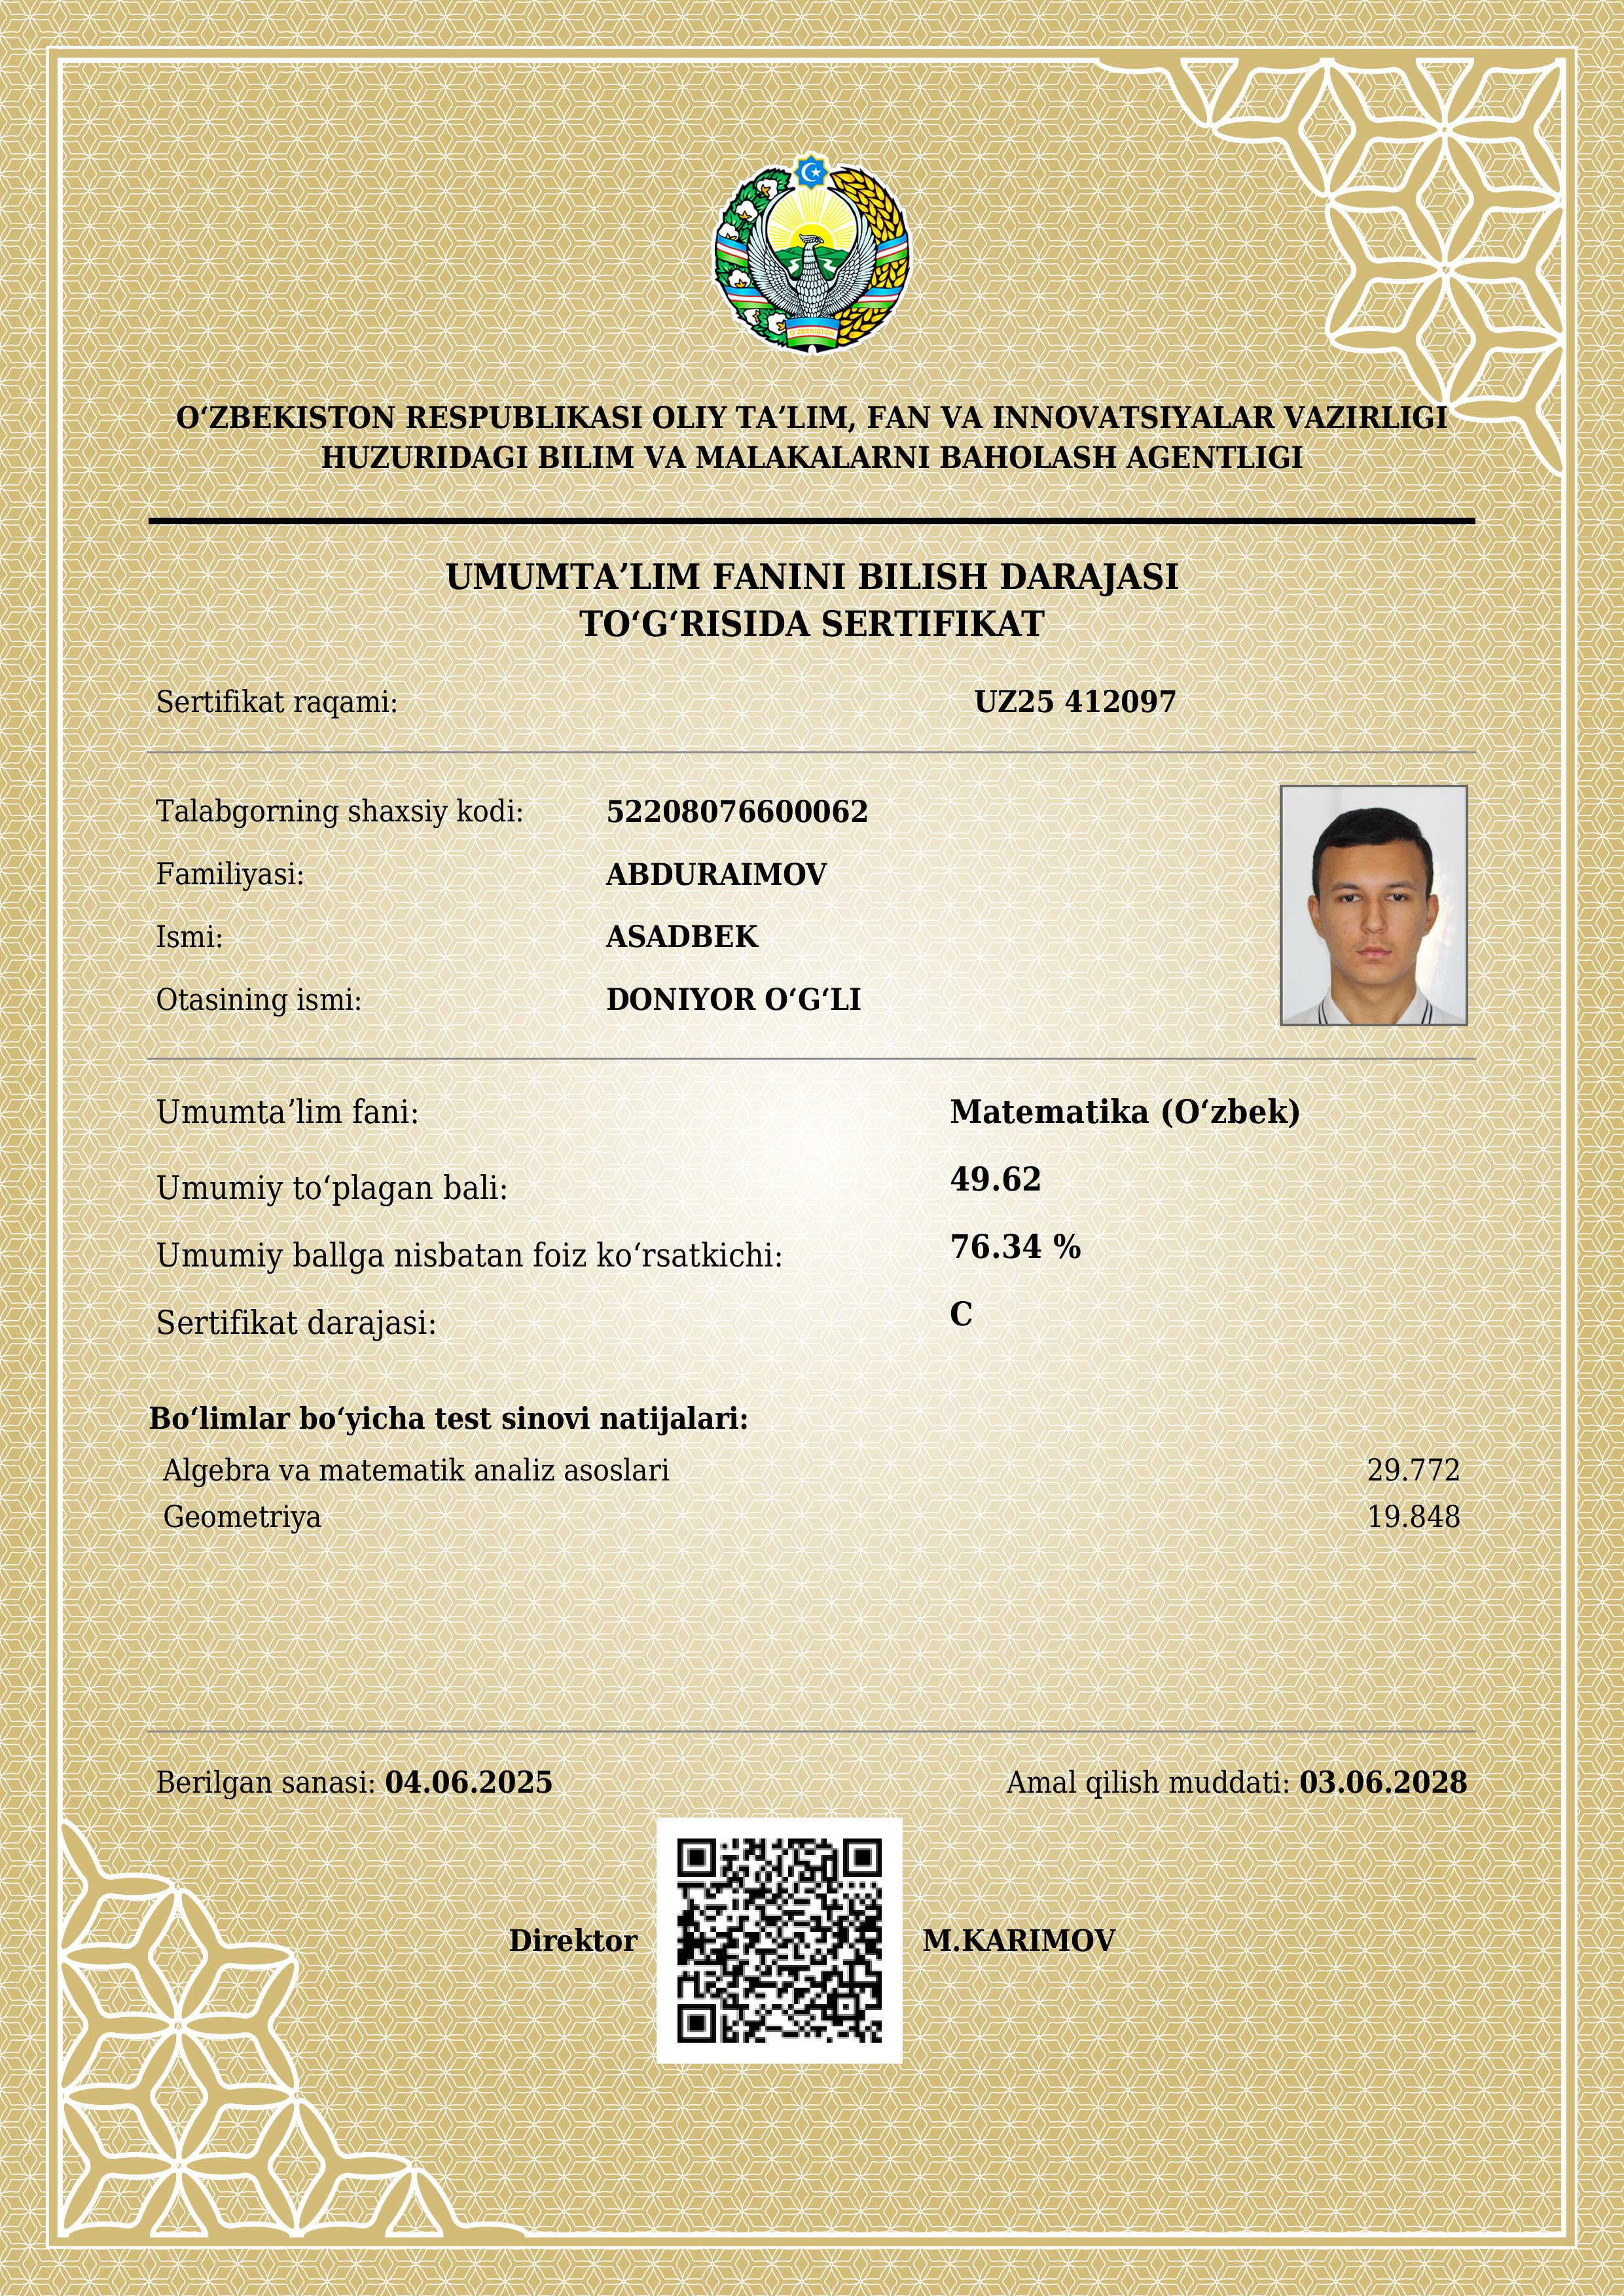 O‘ZBEKISTON
O‘ZBEKISTON RESPUBLIKASI OLIY TA’LIM, FAN VA INNOVATSIYALAR VAZIRLIGI
HUZURIDAGI BILIM VA MALAKALARNI BAHOLASH AGENTLIGI
UMUMTA’LIM FANINI BILISH DARAJASI
TO‘G‘RISIDA SERTIFIKAT
Sertifikat raqami: UZ25 412097
Talabgorning shaxsiy kodi: 52208076600062
Familiyasi: ABDURAIMOV
Ismi: ASADBEK
Otasining ismi: DONIYOR O‘G‘LI
Umumta’lim fani: Matematika (O‘zbek)
Umumiy to‘plagan bali: 49.62
Umumiy ballga nisbatan foiz ko‘rsatkichi: 76.34 %
Sertifikat darajasi: C
Bo‘limlar bo‘yicha test sinovi natijalari:
Algebra va matematik analiz asoslari 29.772
Geometriya 19.848
Berilgan sanasi: 04.06.2025 Amal qilish muddati: 03.06.2028
Direktor M.KARIMOV